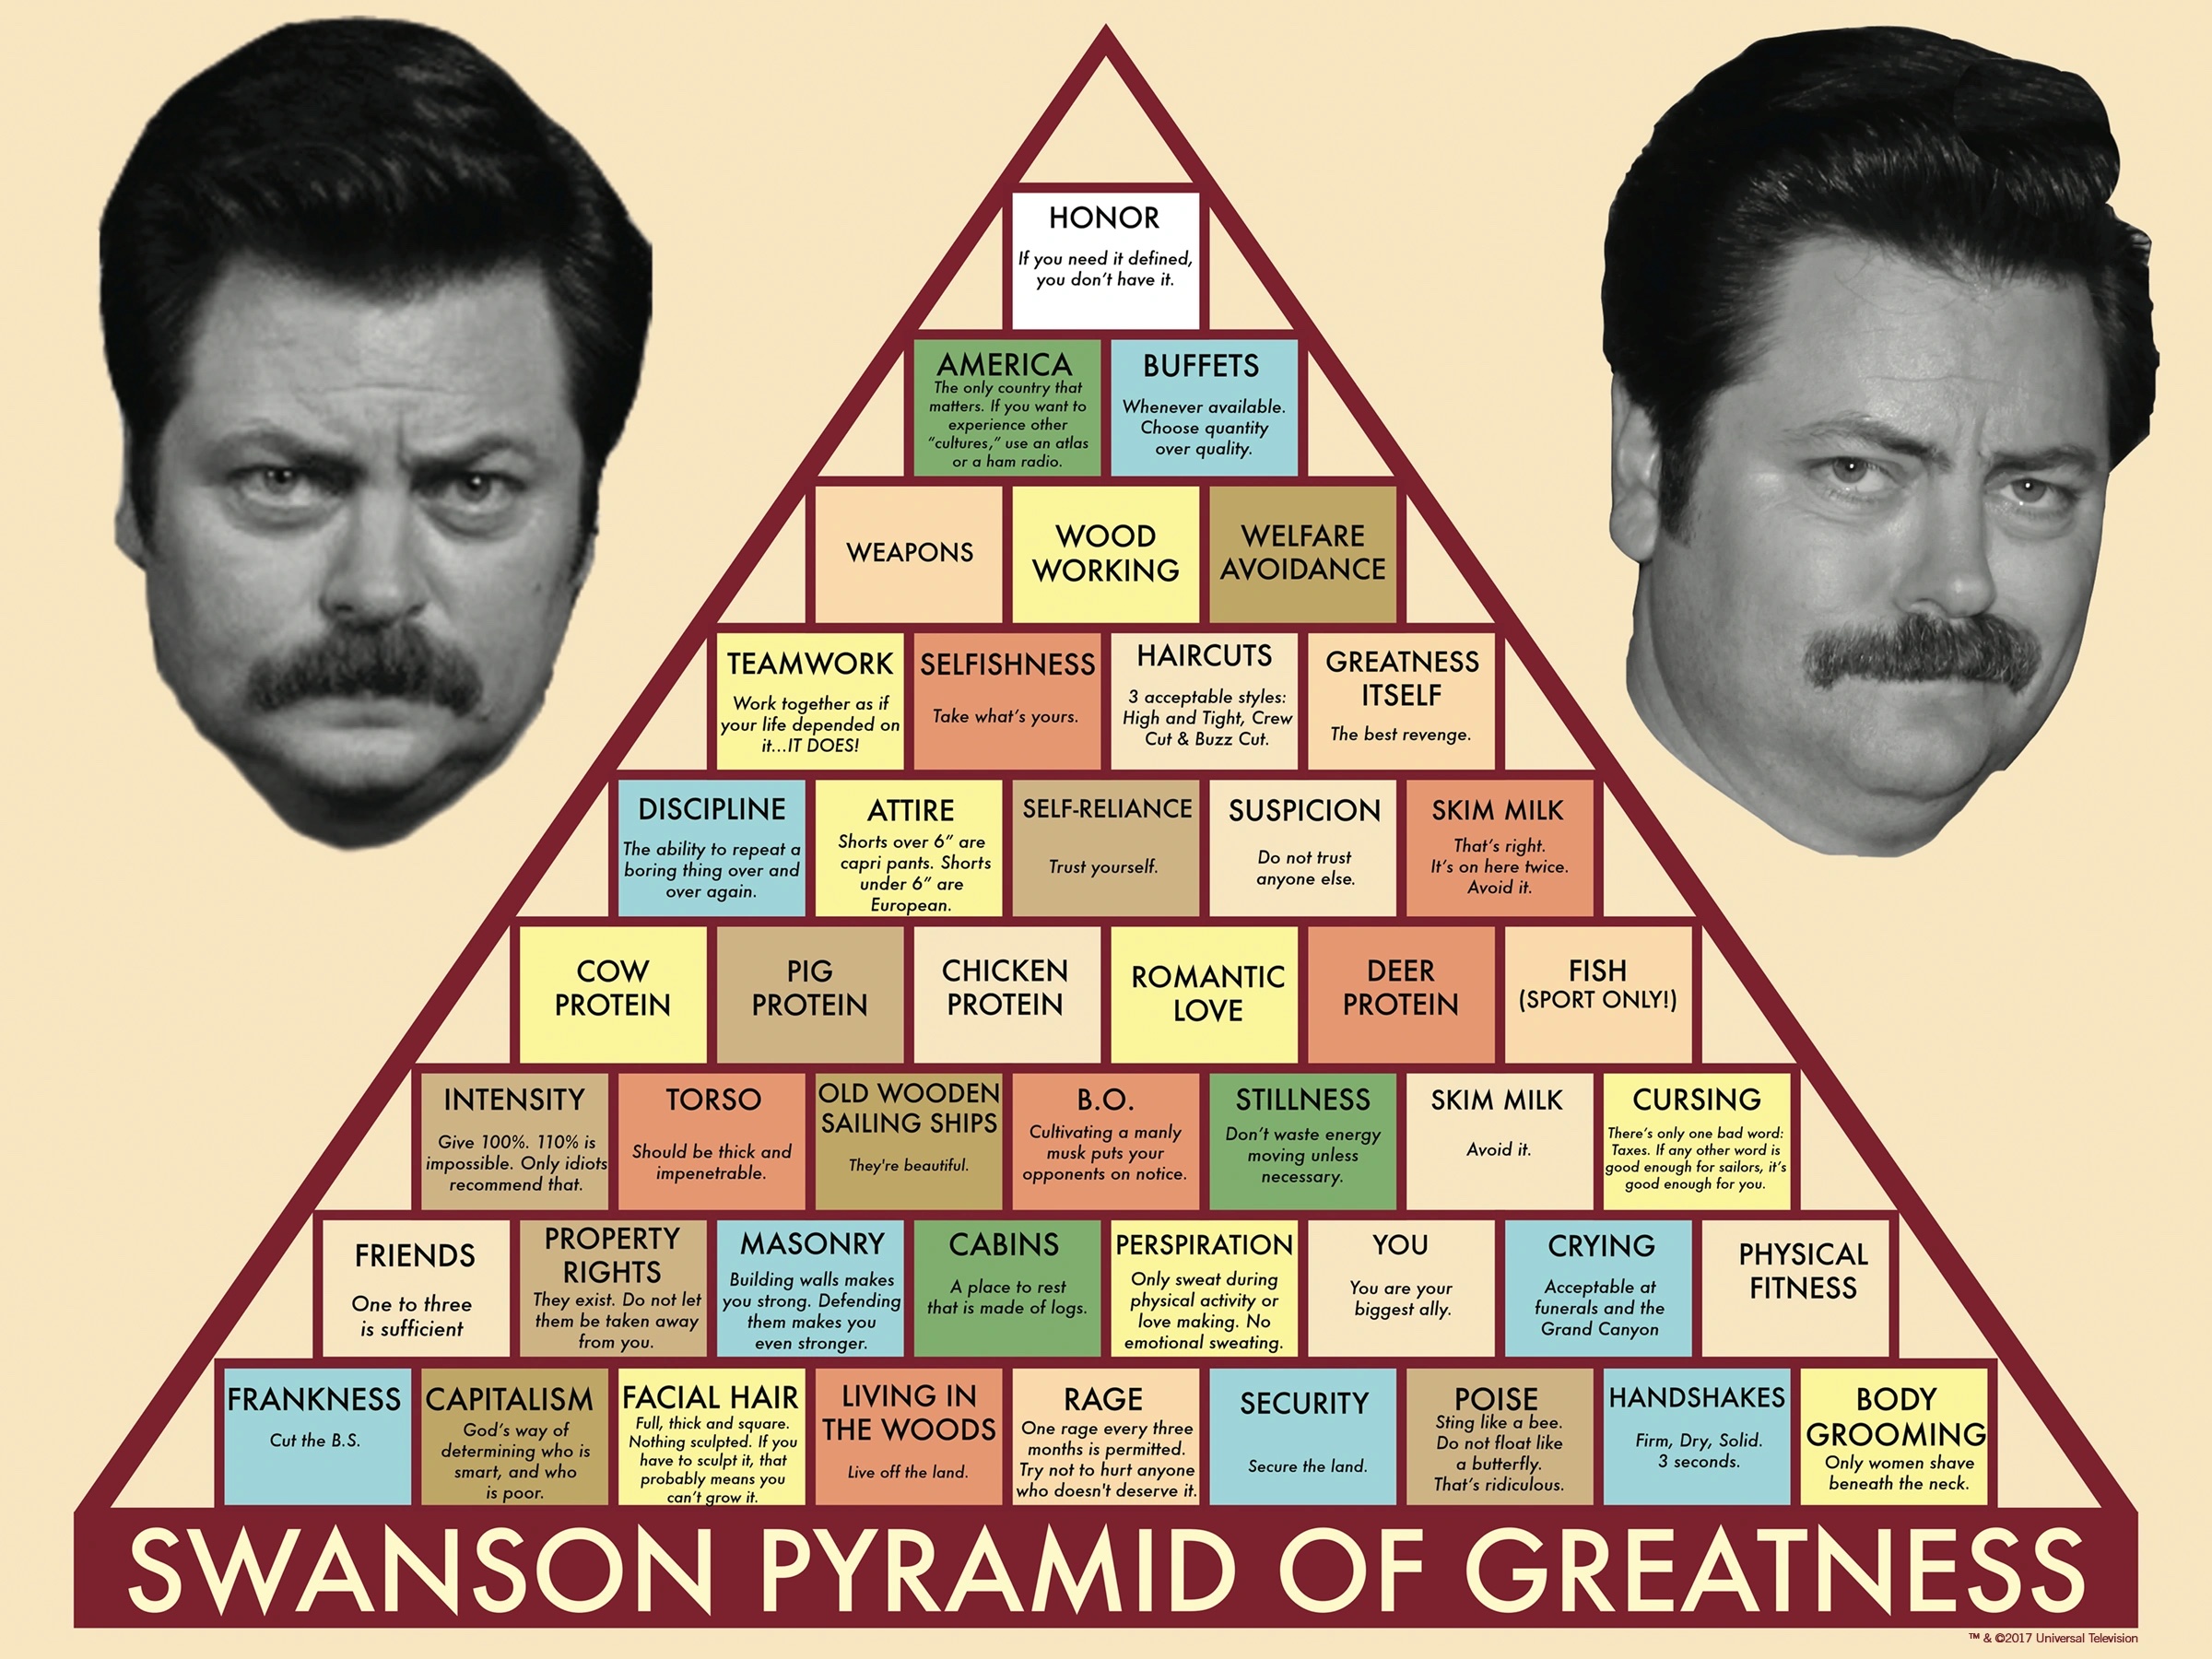 HONOR
If you need it defined,
you don't have it.
AMERICA
The only country that
matters. If you want to
experience other
"cultures," use an atlas
or a ham radio.
BUFFETS
Whenever available.
Choose quantity
over quality.
WEAPONS
WOOD
WORKING
WELFARE
AVOIDANCE
TEAMWORK
Work together as if
your life depended on
it...IT DOES!
SELFISHNESS
Take what's yours.
HAIRCUTS
3 acceptable styles:
High and Tight, Crew
Cut & Buzz Cut.
GREATNESS
ITSELF
The best revenge.
DISCIPLINE
The ability to repeat a
boring thing over and
over again.
ATTIRE
Shorts over 6" are
capri pants. Shorts
under 6" are
European.
SELF-RELIANCE
Trust yourself.
SUSPICION
Do not trust
anyone else.
SKIM MILK
That's right.
It's on here twice.
Avoid it.
COW
PROTEIN
PIG
PROTEIN
CHICKEN
PROTEIN
ROMANTIC
LOVE
DEER
PROTEIN
FISH
(SPORT ONLY!)
INTENSITY
Give 100%. 110% is
impossible. Only idiots
recommend that.
TORSO
Should be thick and
impenetrable.
OLD WOODEN
SAILING SHIPS
They're beautiful.
B.O.
Cultivating a manly
musk puts your
opponents on notice.
STILLNESS
Don't waste energy
moving unless
necessary.
SKIM MILK
Avoid it.
CURSING
There's only one bad word:
Taxes. If any other word is
good enough for sailors, it's
good enough for you.
FRIENDS
One to three
is sufficient
PROPERTY
RIGHTS
They exist. Do not let
them be taken away
from you.
MASONRY
Building walls makes
you strong. Defending
them makes you
even stronger.
CABINS
A place to rest
that is made of logs.
PERSPIRATION
Only sweat during
physical activity or
love making. No
emotional sweating.
YOU
You are your
biggest ally.
CRYING
Acceptable at
funerals and the
Grand Canyon
PHYSICAL
FITNESS
FRANKNESS
Cut the B.S.
CAPITALISM
God's way of
determining who is
smart, and who
is poor.
FACIAL HAIR
Full, thick and square.
Nothing sculpted. If you
have to sculpt it, that
probably means you
can't grow it.
LIVING IN
THE WOODS
Live off the land.
RAGE
One rage every three
months is permitted.
Try not to hurt anyone
who doesn't deserve it.
SECURITY
Secure the land.
POISE
Sting like a bee.
Do not float like
a butterfly.
That's ridiculous.
HANDSHAKES
Firm, Dry, Solid.
3 seconds.
BODY
GROOMING
Only women shave
beneath the neck.
SWANSON PYRAMID OF GREATNESS
™ & ©2017 Universal Television